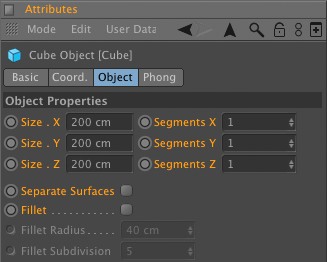 Attributes
Mode Edit User Data
Cube Object [Cube]
Basic Coord. Object Phong
Object Properties
Size . X 200 cm Segments X 1
Size . Y 200 cm Segments Y 1
Size . Z 200 cm Segments Z 1
Separate Surfaces
Fillet . . . . . . . . . . .
Fillet Radius . . . . . 40 cm
Fillet Subdivision 5